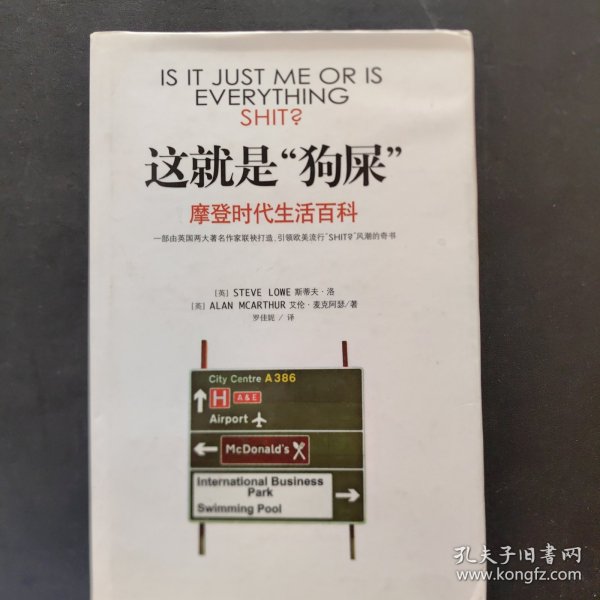 IS IT JUST ME OR IS
EVERYTHING
SHIT?
这就是“狗屎”
摩登时代生活百科
一部由英国两大著名作家联袂打造，引领欧美流行“SHIT?”风潮的奇书
[英] STEVE LOWE 斯蒂夫·洛
[英] ALAN MCARTHUR 艾伦·麦克阿瑟/著
罗佳妮 / 译
City Centre A386
H A&E
Airport
McDonald's
International Business
Park
Swimming Pool
孔夫子旧书网
www.kongfz.com